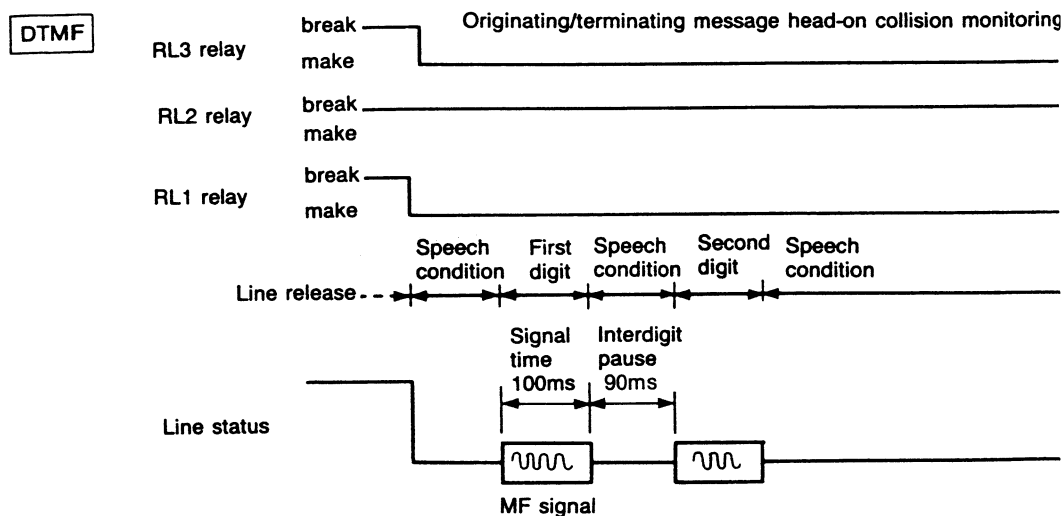 DTMF
Originating/terminating message head-on collision monitoring
RL3 relay
break
make
RL2 relay
break
make
RL1 relay
break
make
Speech condition
First digit
Speech condition
Second digit
Speech condition
Line release
Signal time 100ms
Interdigit pause 90ms
Line status
MF signal